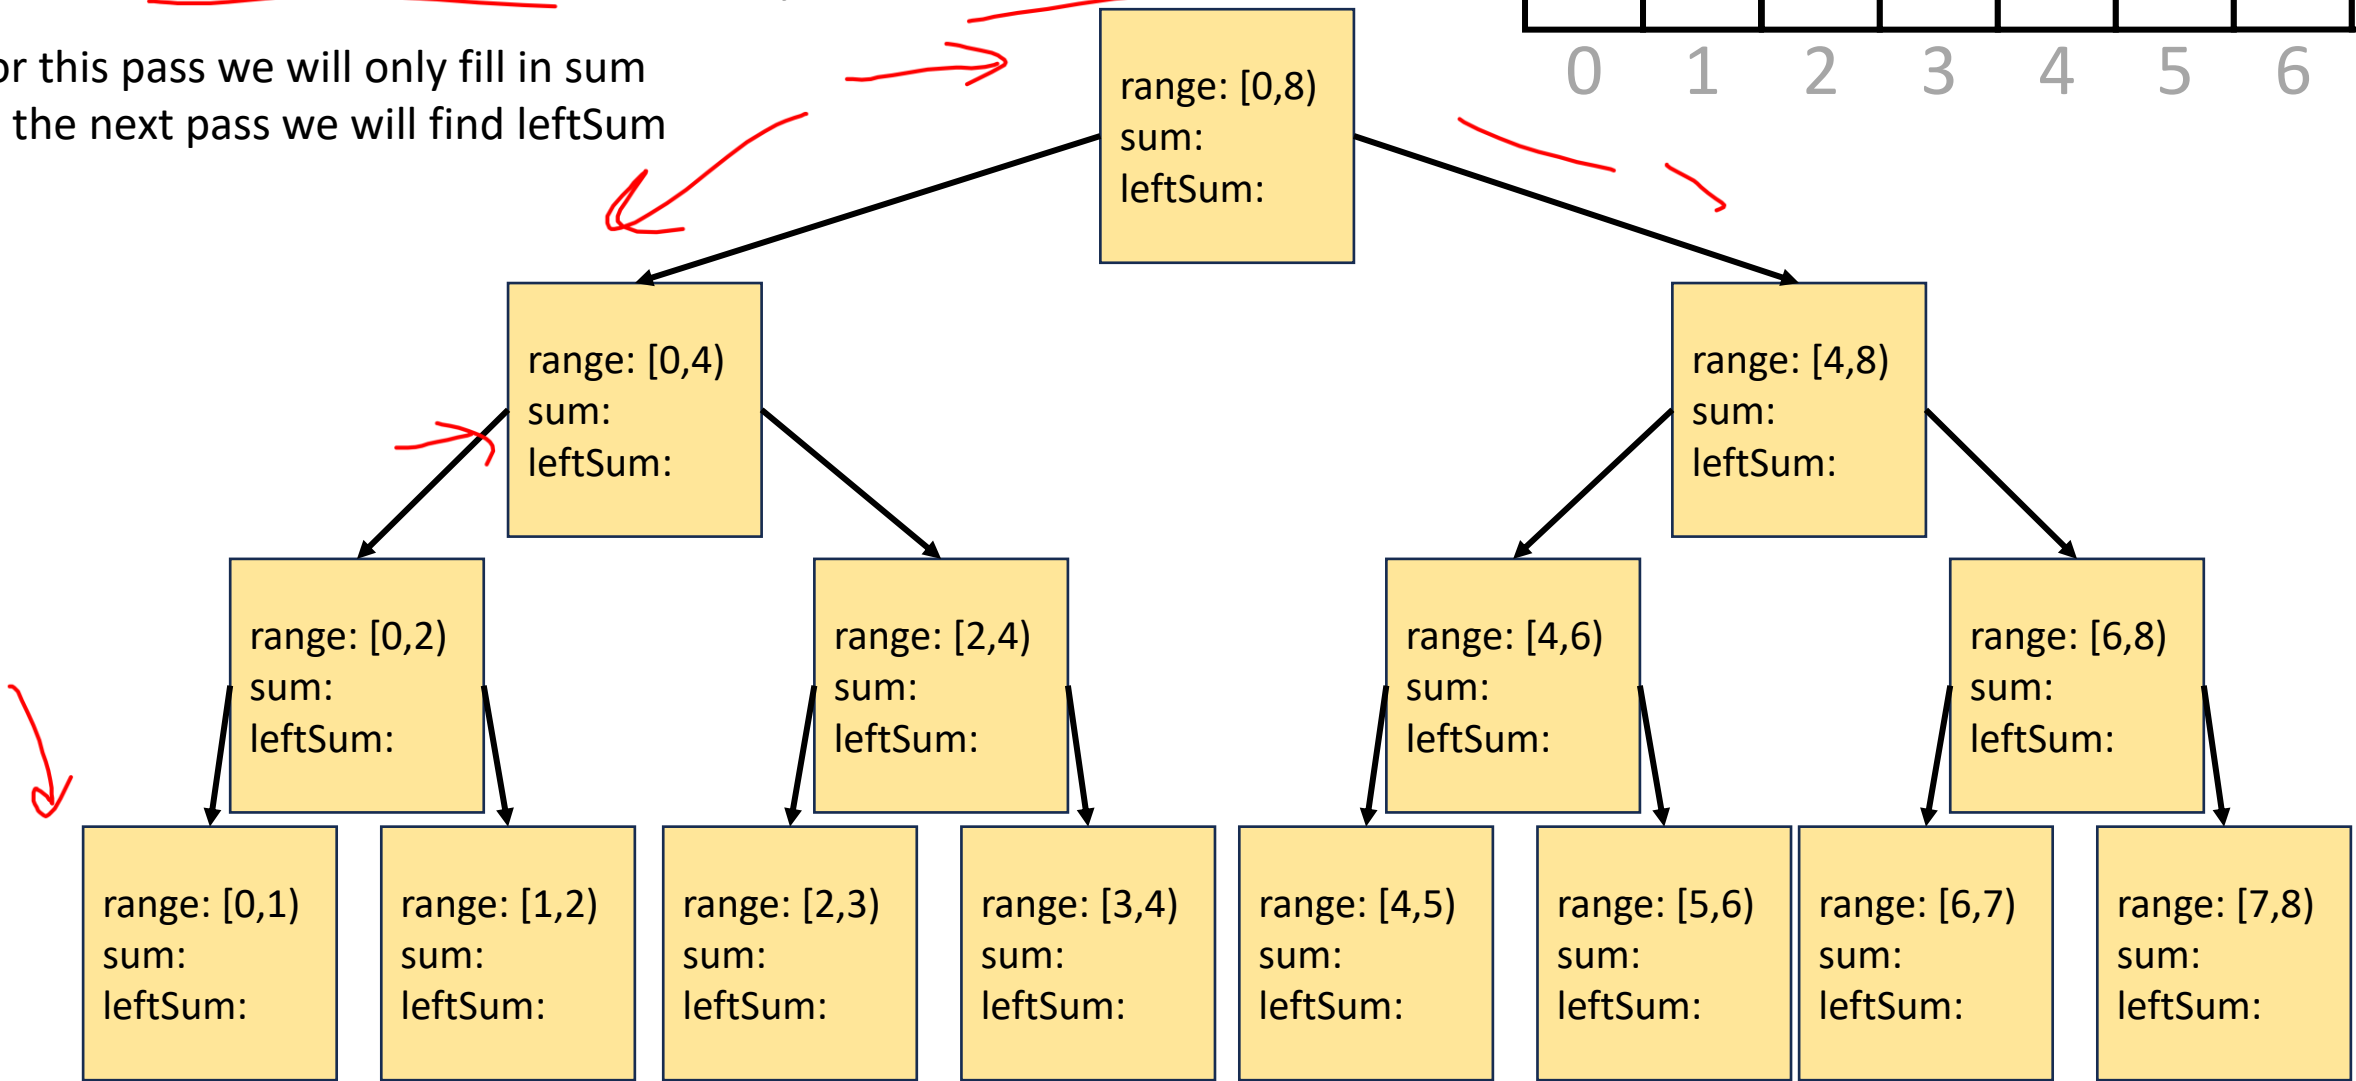 or this pass we will only fill in sum
the next pass we will find leftSum
0 1 2 3 4 5 6
range: [0,8)
sum:
leftSum:
range: [0,4)
sum:
leftSum:
range: [4,8)
sum:
leftSum:
range: [0,2)
sum:
leftSum:
range: [2,4)
sum:
leftSum:
range: [4,6)
sum:
leftSum:
range: [6,8)
sum:
leftSum:
range: [0,1)
sum:
leftSum:
range: [1,2)
sum:
leftSum:
range: [2,3)
sum:
leftSum:
range: [3,4)
sum:
leftSum:
range: [4,5)
sum:
leftSum:
range: [5,6)
sum:
leftSum:
range: [6,7)
sum:
leftSum:
range: [7,8)
sum:
leftSum: